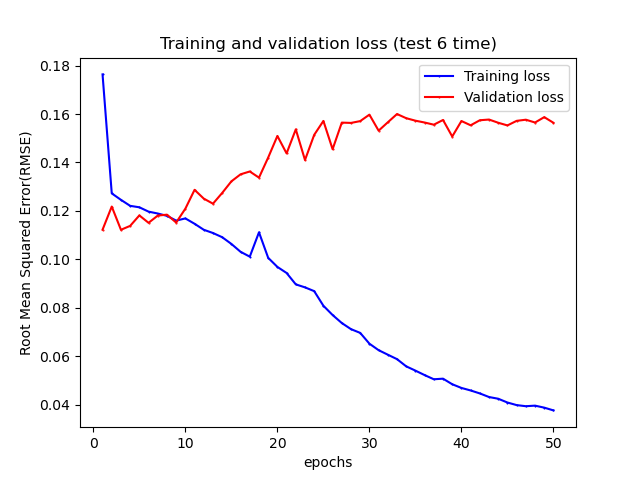 Training and validation loss (test 6 time)
Training loss
Validation loss
Root Mean Squared Error(RMSE)
0.18
0.16
0.14
0.12
0.10
0.08
0.06
0.04
0 10 20 30 40 50
epochs